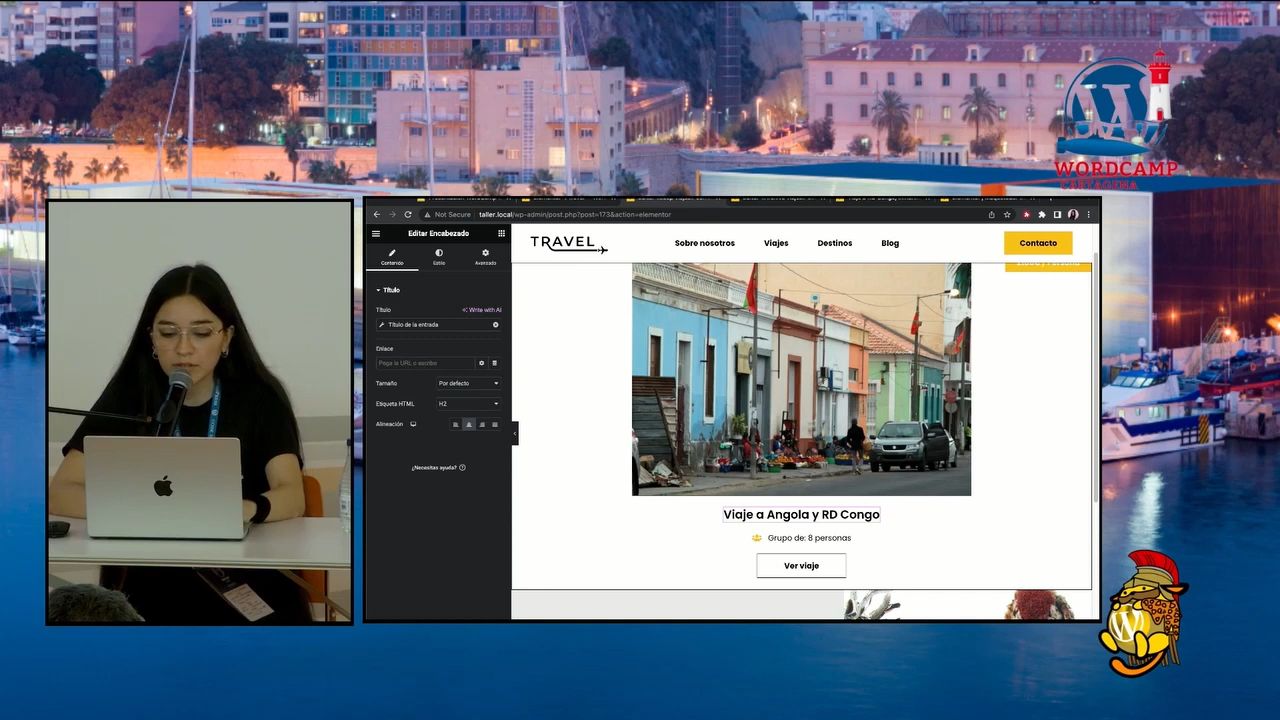 WORDCAMP
CARTAGENA
Not Secure
taller.local/wp-admin/post.php?post=173&action=elementor
Editar Encabezado
Contenido
Estilo
Avanzado
Título
Título
Write with AI
Título de la entrada
Enlace
Pega la URL o escribe
Tamaño
Por defecto
Etiqueta HTML
H2
Alineación
¿Necesitas ayuda?
TRAVEL
Sobre nosotros
Viajes
Destinos
Blog
Contacto
Viaje a Angola y RD Congo
Grupo de: 8 personas
Ver viaje